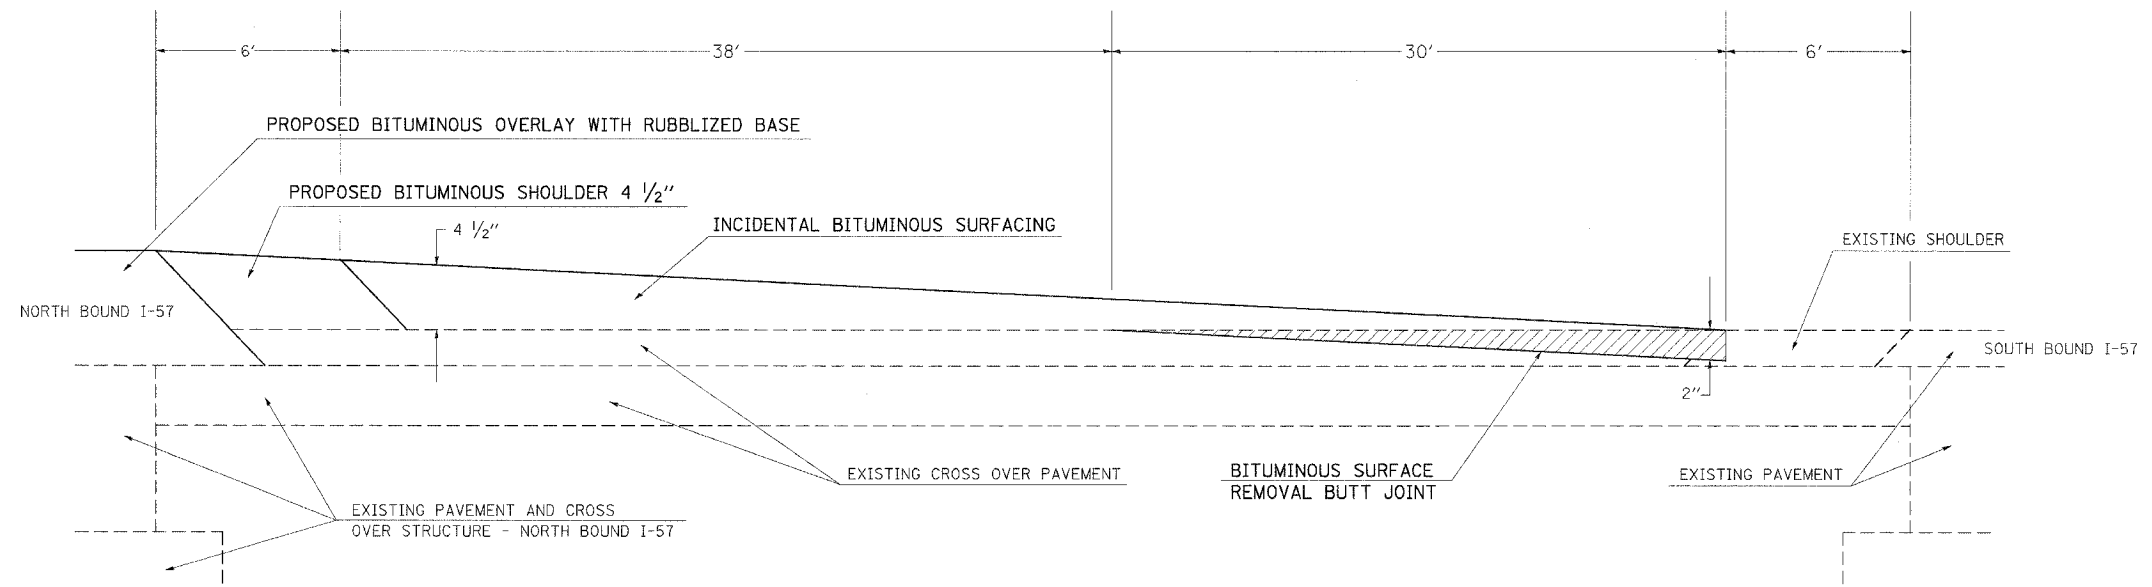 6' 38' 30' 6'
PROPOSED BITUMINOUS OVERLAY WITH RUBBLIZED BASE
PROPOSED BITUMINOUS SHOULDER 4 1/2"
4 1/2"
INCIDENTAL BITUMINOUS SURFACING
EXISTING SHOULDER
NORTH BOUND I-57
SOUTH BOUND I-57
2"
EXISTING CROSS OVER PAVEMENT
BITUMINOUS SURFACE
REMOVAL BUTT JOINT
EXISTING PAVEMENT
EXISTING PAVEMENT AND CROSS
OVER STRUCTURE - NORTH BOUND I-57